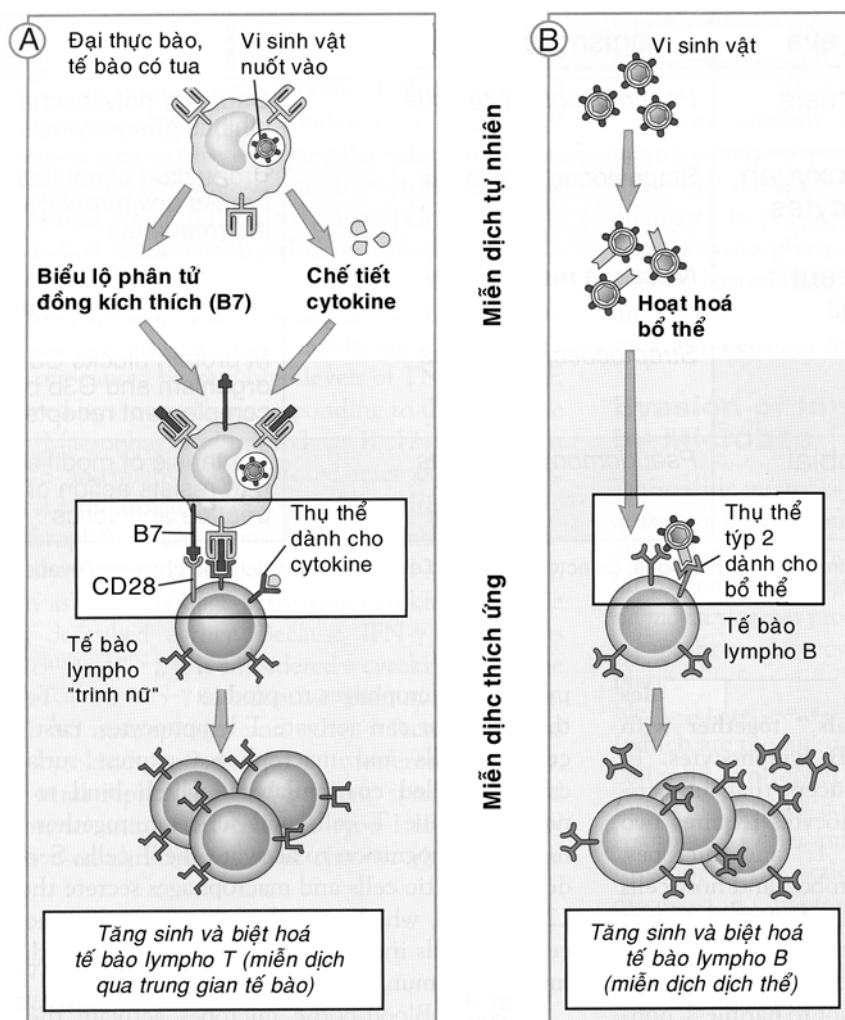 A
Đại thực bào,
tế bào có tua
Vi sinh vật
nuốt vào
Biểu lộ phân tử
đồng kích thích (B7)
Chế tiết
cytokine
B7
CD28
Thụ thể
dành cho
cytokine
Tế bào
lympho
"trinh nữ"
Tăng sinh và biệt hoá
tế bào lympho T (miễn dịch
qua trung gian tế bào)
Miễn dịch tự nhiên
Miễn dịhc thích ứng
B
Vi sinh vật
Hoạt hoá
bổ thể
Thụ thể
týp 2
dành cho
bổ thể
Tế bào
lympho B
Tăng sinh và biệt hoá
tế bào lympho B
(miễn dịch dịch thể)